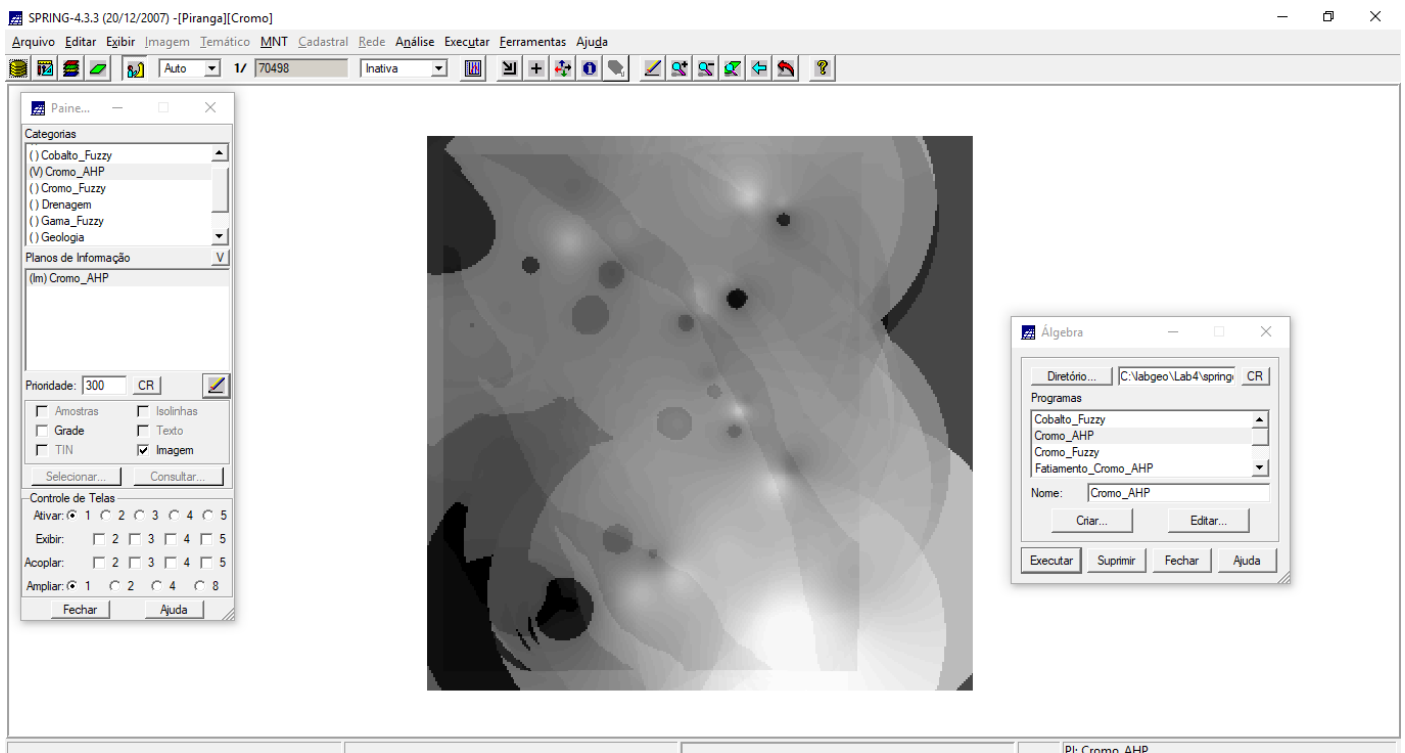 SPRING-4.3.3 (20/12/2007) -[Piranga][Cromo]
Arquivo Editar Exibir Imagem Temático MNT Cadastral Rede Análise Executar Ferramentas Ajuda
Auto 1/ 70498 Inativa
Paine...
Categorias
( ) Cobalto_Fuzzy
(V) Cromo_AHP
( ) Cromo_Fuzzy
( ) Drenagem
( ) Gama_Fuzzy
( ) Geologia
Planos de Informação V
(Im) Cromo_AHP
Prioridade: 300 CR
Amostras Isolinhas
Grade Texto
TIN Imagem
Selecionar... Consultar...
Controle de Telas
Ativar: 1 2 3 4 5
Exibir: 2 3 4 5
Acoplar: 2 3 4 5
Ampliar: 1 2 4 8
Fechar Ajuda
Álgebra
Diretório... C:\labgeo\Lab4\spring CR
Programas
Cobalto_Fuzzy
Cromo_AHP
Cromo_Fuzzy
Fatiamento_Cromo_AHP
Nome: Cromo_AHP
Criar... Editar...
Executar Suprimir Fechar Ajuda
PI: Cromo_AHP